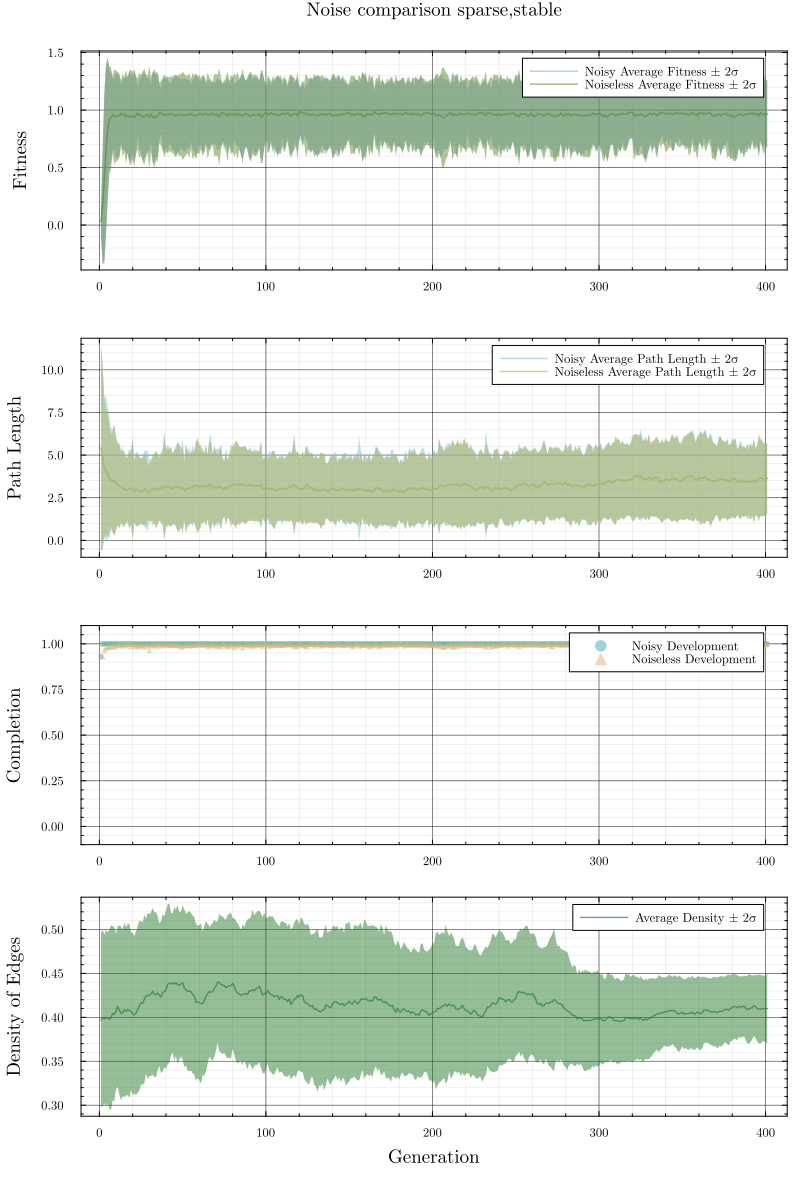 Noise comparison sparse,stable
1.5
1.0
0.5
0.0
Fitness
Noisy Average Fitness ± 2σ
Noiseless Average Fitness ± 2σ
0 100 200 300 400
10.0
7.5
5.0
2.5
0.0
Path Length
Noisy Average Path Length ± 2σ
Noiseless Average Path Length ± 2σ
0 100 200 300 400
1.00
0.75
0.50
0.25
0.00
Completion
Noisy Development
Noiseless Development
0 100 200 300 400
0.50
0.45
0.40
0.35
0.30
Density of Edges
Average Density ± 2σ
0 100 200 300 400
Generation